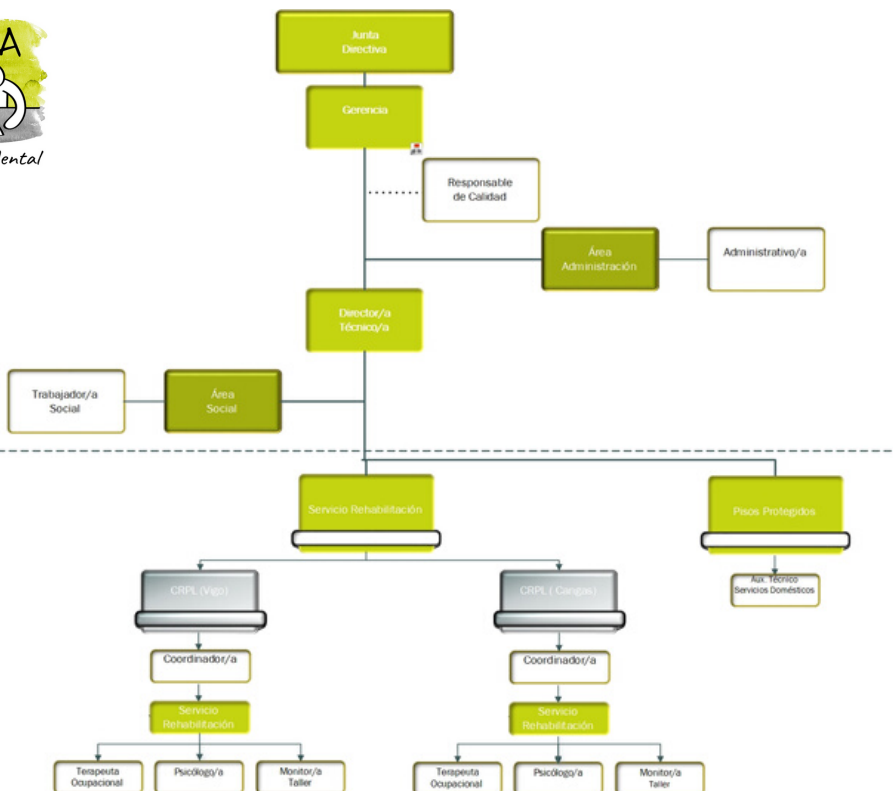 A
ental
Junta
Directiva
Gerencia
Responsable
de Calidad
Área
Administración
Administrativo/a
Director/a
Técnico/a
Trabajador/a
Social
Área
Social
Servicio Rehabilitación
Pisos Protegidos
Aux. Técnico
Servicios Domésticos
CRPL (Vigo)
CRPL ( Cangas)
Coordinador/a
Coordinador/a
Servicio
Rehabilitación
Servicio
Rehabilitación
Terapeuta
Ocupacional
Psicólogo/a
Monitor/a
Taller
Terapeuta
Ocupacional
Psicólogo/a
Monitor/a
Taller